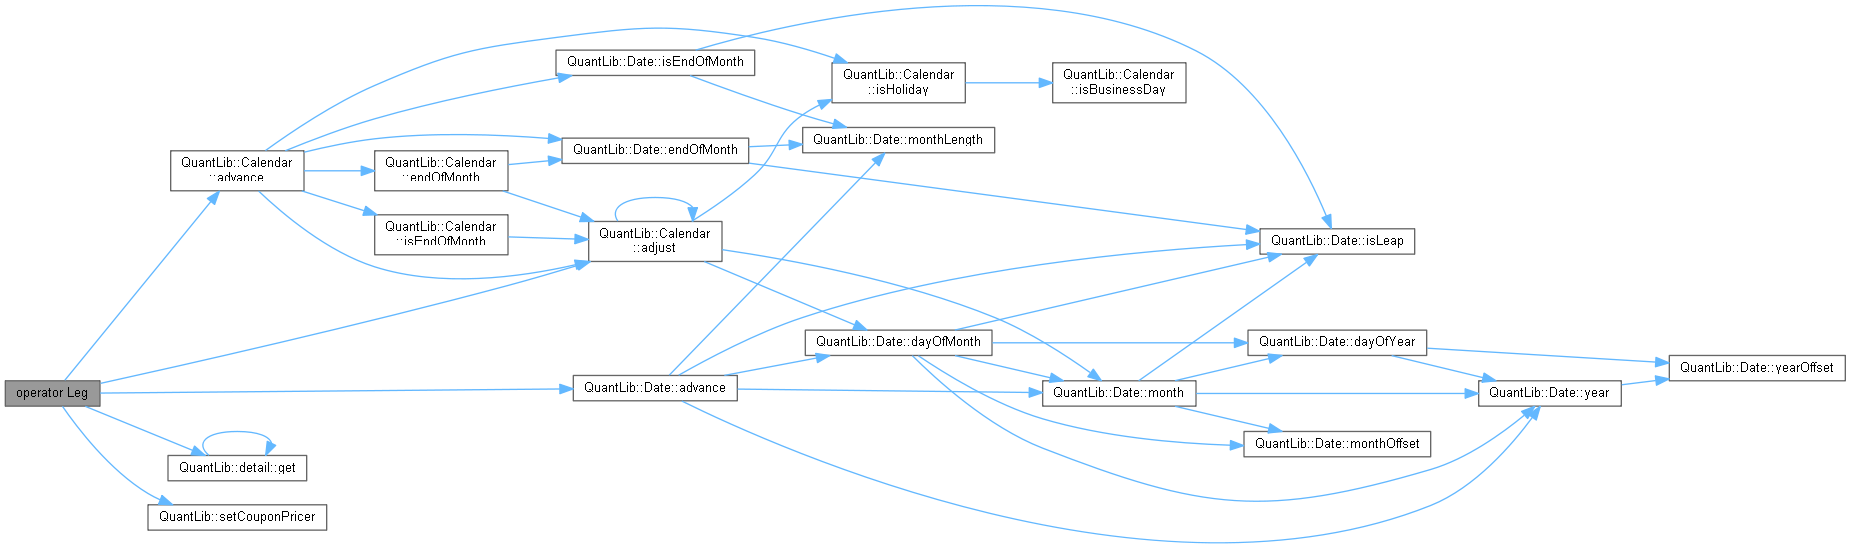 operator Leg
QuantLib::Calendar
::advance
QuantLib::detail::get
QuantLib::setCouponPricer
QuantLib::Calendar
::endOfMonth
QuantLib::Calendar
::isEndOfMonth
QuantLib::Date::isEndOfMonth
QuantLib::Date::endOfMonth
QuantLib::Calendar
::adjust
QuantLib::Date::advance
QuantLib::Calendar
::isHoliday
QuantLib::Date::monthLength
QuantLib::Date::dayOfMonth
QuantLib::Calendar
::isBusinessDay
QuantLib::Date::month
QuantLib::Date::isLeap
QuantLib::Date::dayOfYear
QuantLib::Date::monthOffset
QuantLib::Date::year
QuantLib::Date::yearOffset